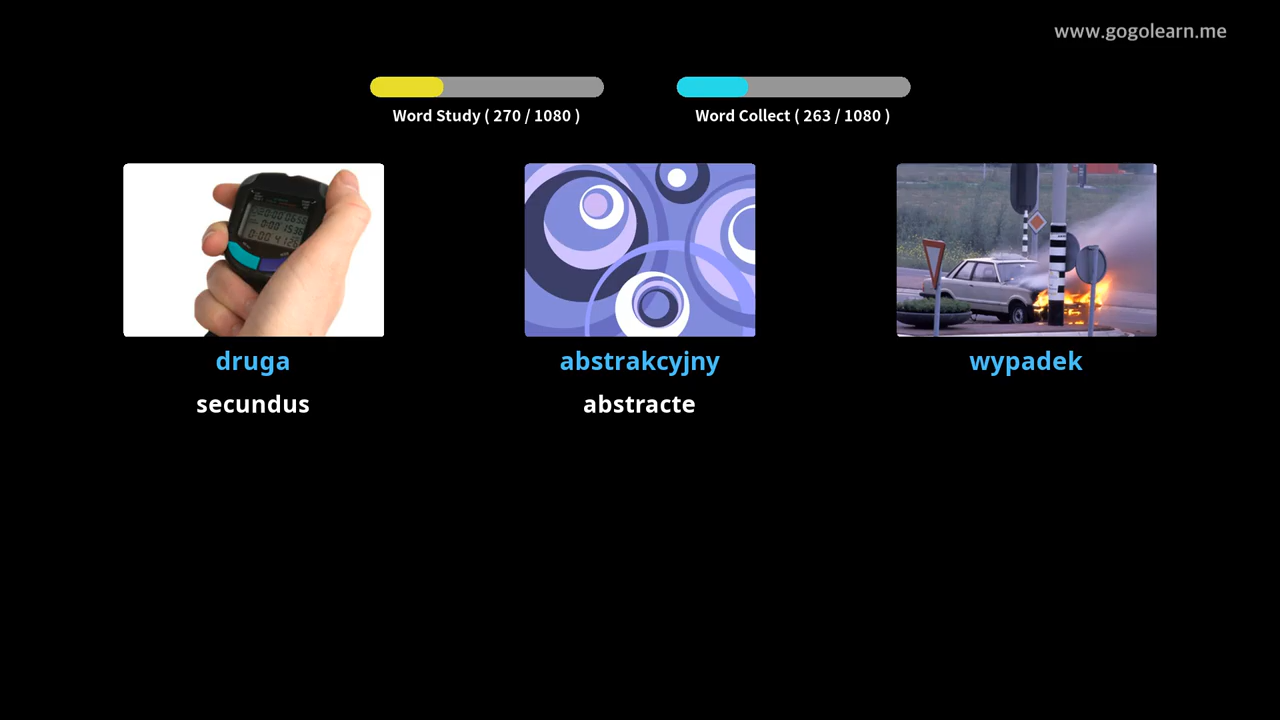 www.gogolearn.me
Word Study ( 270 / 1080 )
Word Collect ( 263 / 1080 )
druga
abstrakcyjny
wypadek
secundus
abstracte